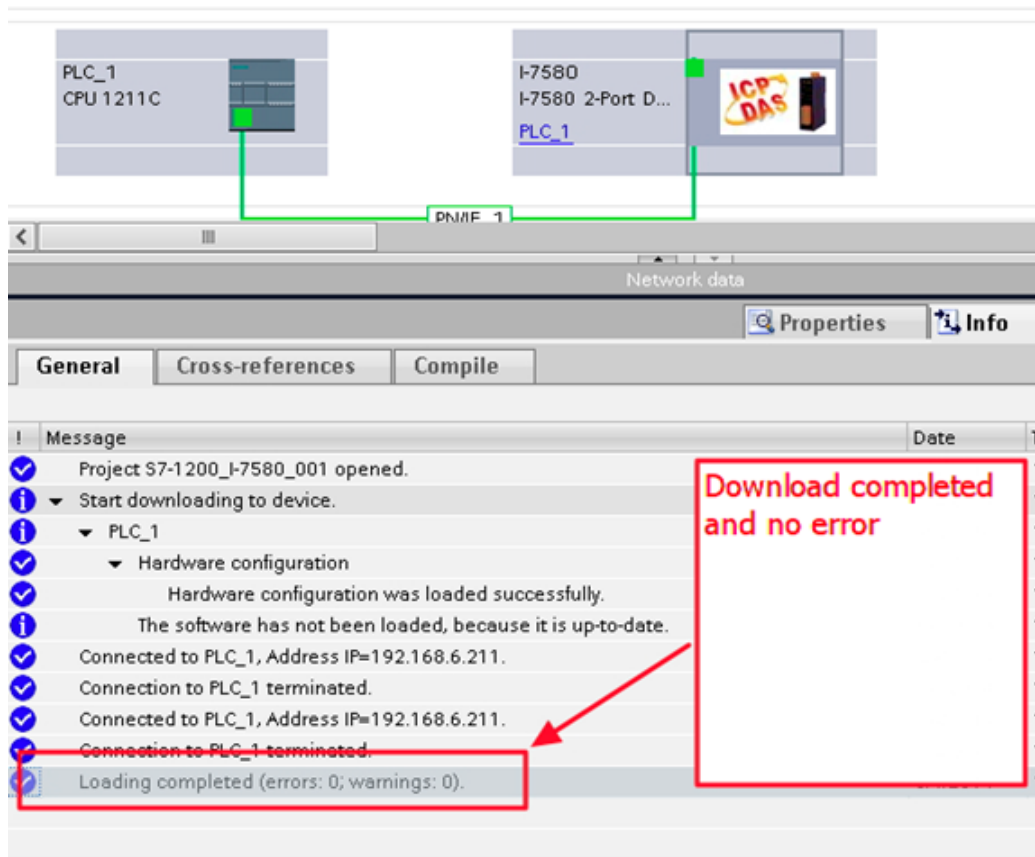 PLC_1
CPU 1211C
I-7580
I-7580 2-Port D...
PLC_1
ICP
DAS
PN/IE_1
Network data
Properties
Info
General
Cross-references
Compile
! Message
Date
Project S7-1200_I-7580_001 opened.
Start downloading to device.
PLC_1
Hardware configuration
Hardware configuration was loaded successfully.
The software has not been loaded, because it is up-to-date.
Connected to PLC_1, Address IP=192.168.6.211.
Connection to PLC_1 terminated.
Connected to PLC_1, Address IP=192.168.6.211.
Connection to PLC_1 terminated.
Loading completed (errors: 0; warnings: 0).
Download completed
and no error